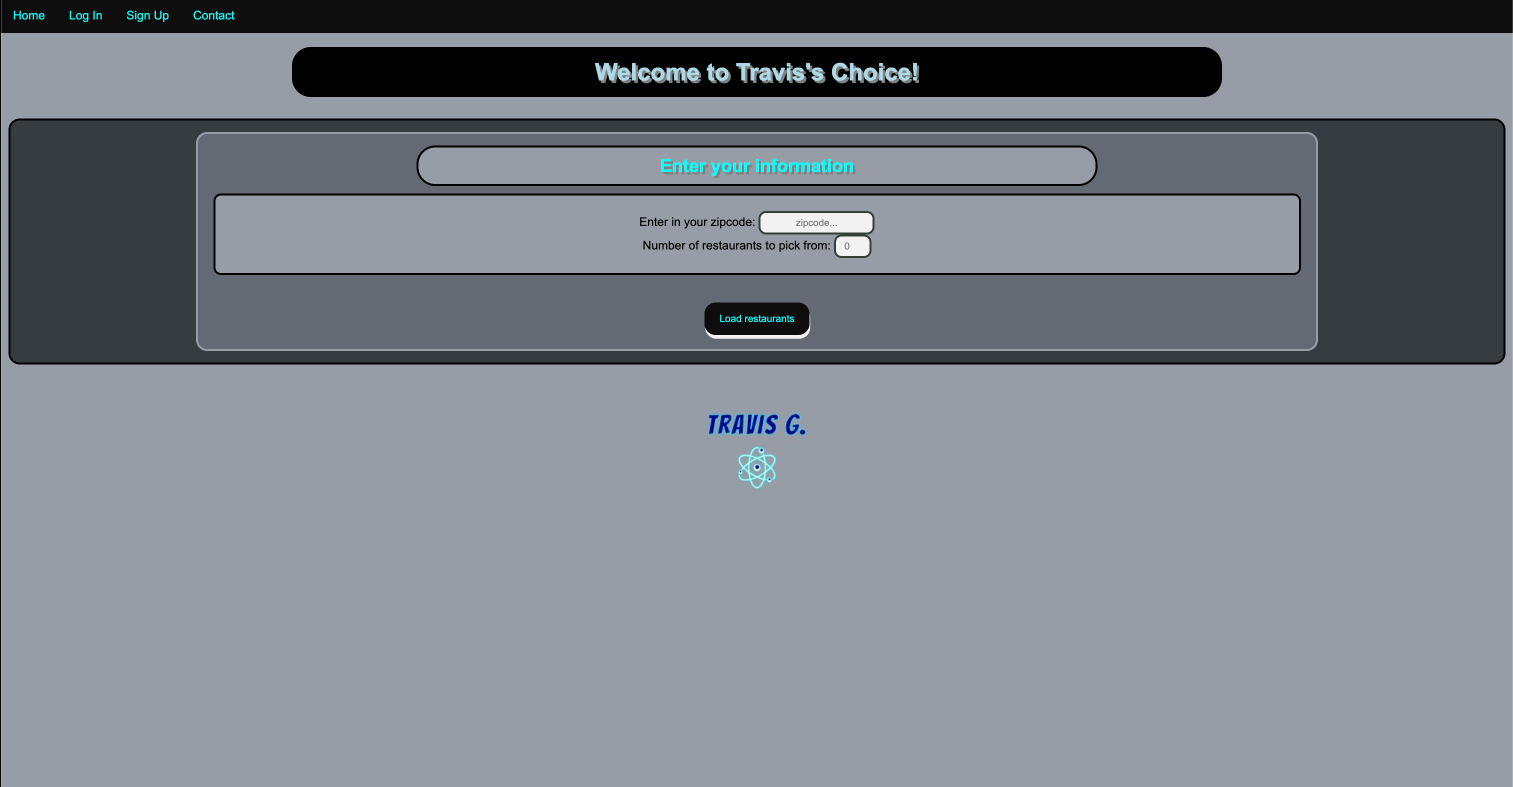 Home Log In Sign Up Contact
Welcome to Travis's Choice!
Enter your information
Enter in your zipcode: zipcode...
Number of restaurants to pick from: 0
Load restaurants
TRAVIS G.